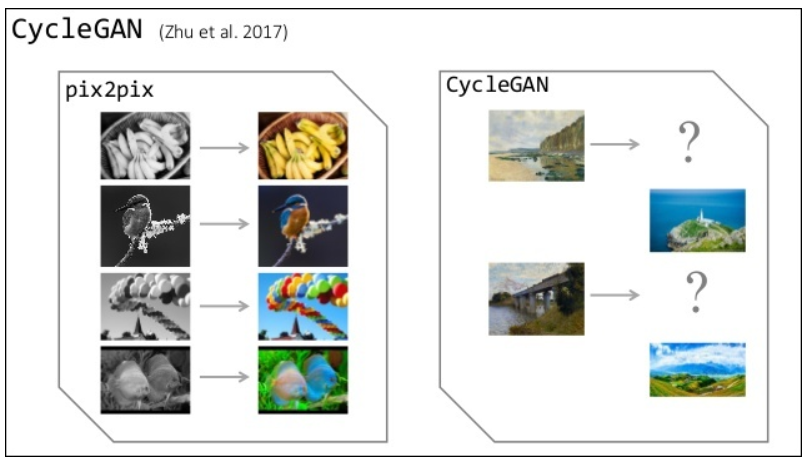 CycleGAN (Zhu et al. 2017)
pix2pix
CycleGAN
?
?